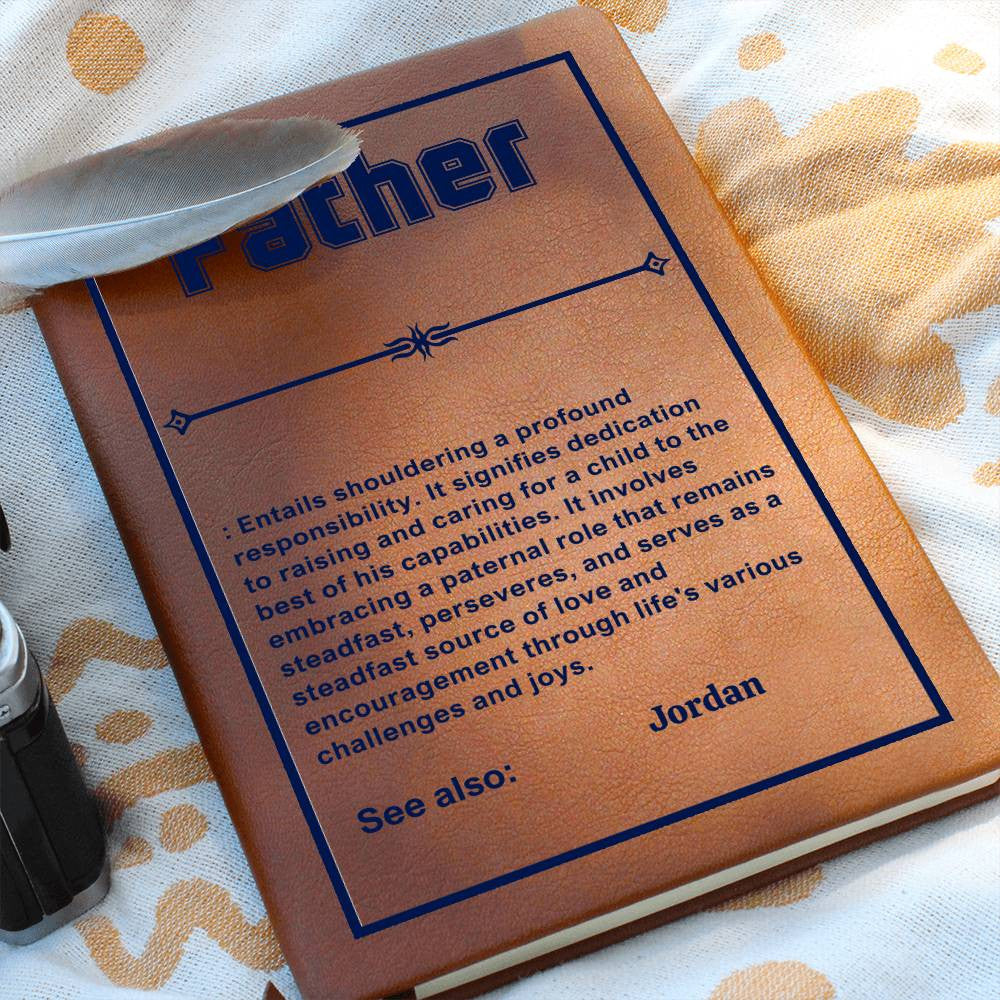 Father
: Entails shouldering a profound
responsibility. It signifies dedication
to raising and caring for a child to the
best of his capabilities. It involves
embracing a paternal role that remains
steadfast, perseveres, and serves as a
steadfast source of love and
encouragement through life's various
challenges and joys.
Jordan
See also: